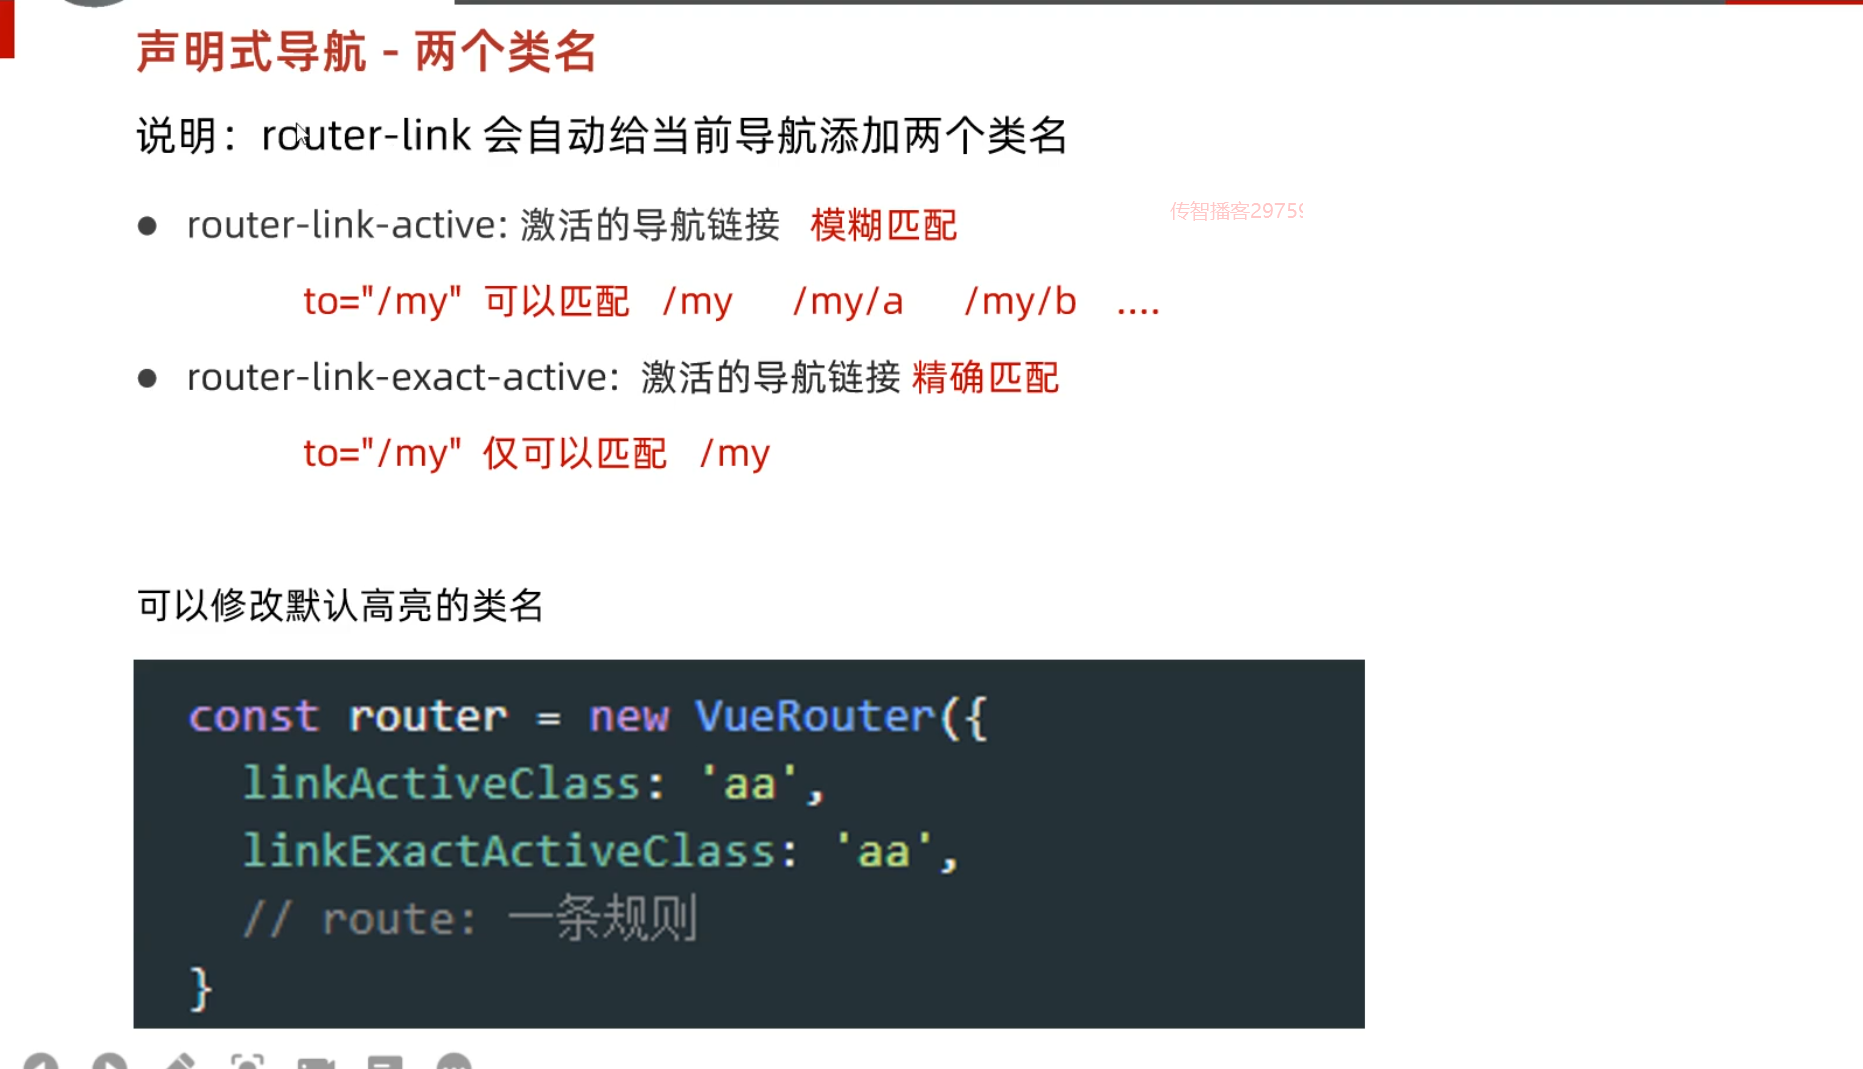 声明式导航 - 两个类名
说明：router-link 会自动给当前导航添加两个类名
● router-link-active: 激活的导航链接 模糊匹配
传智播客29759
to="/my" 可以匹配 /my /my/a /my/b ....
● router-link-exact-active: 激活的导航链接 精确匹配
to="/my" 仅可以匹配 /my
可以修改默认高亮的类名
const router = new VueRouter({
linkActiveClass: 'aa',
linkExactActiveClass: 'aa',
// route: 一条规则
}